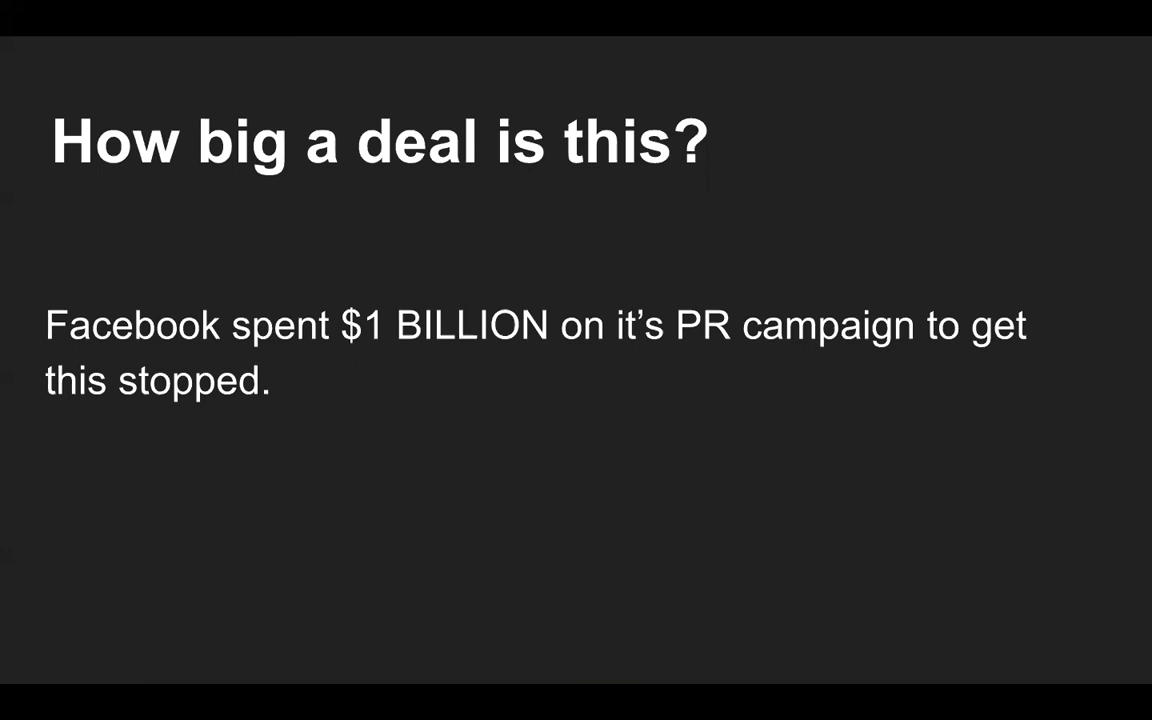 How big a deal is this?
Facebook spent $1 BILLION on it’s PR campaign to get
this stopped.